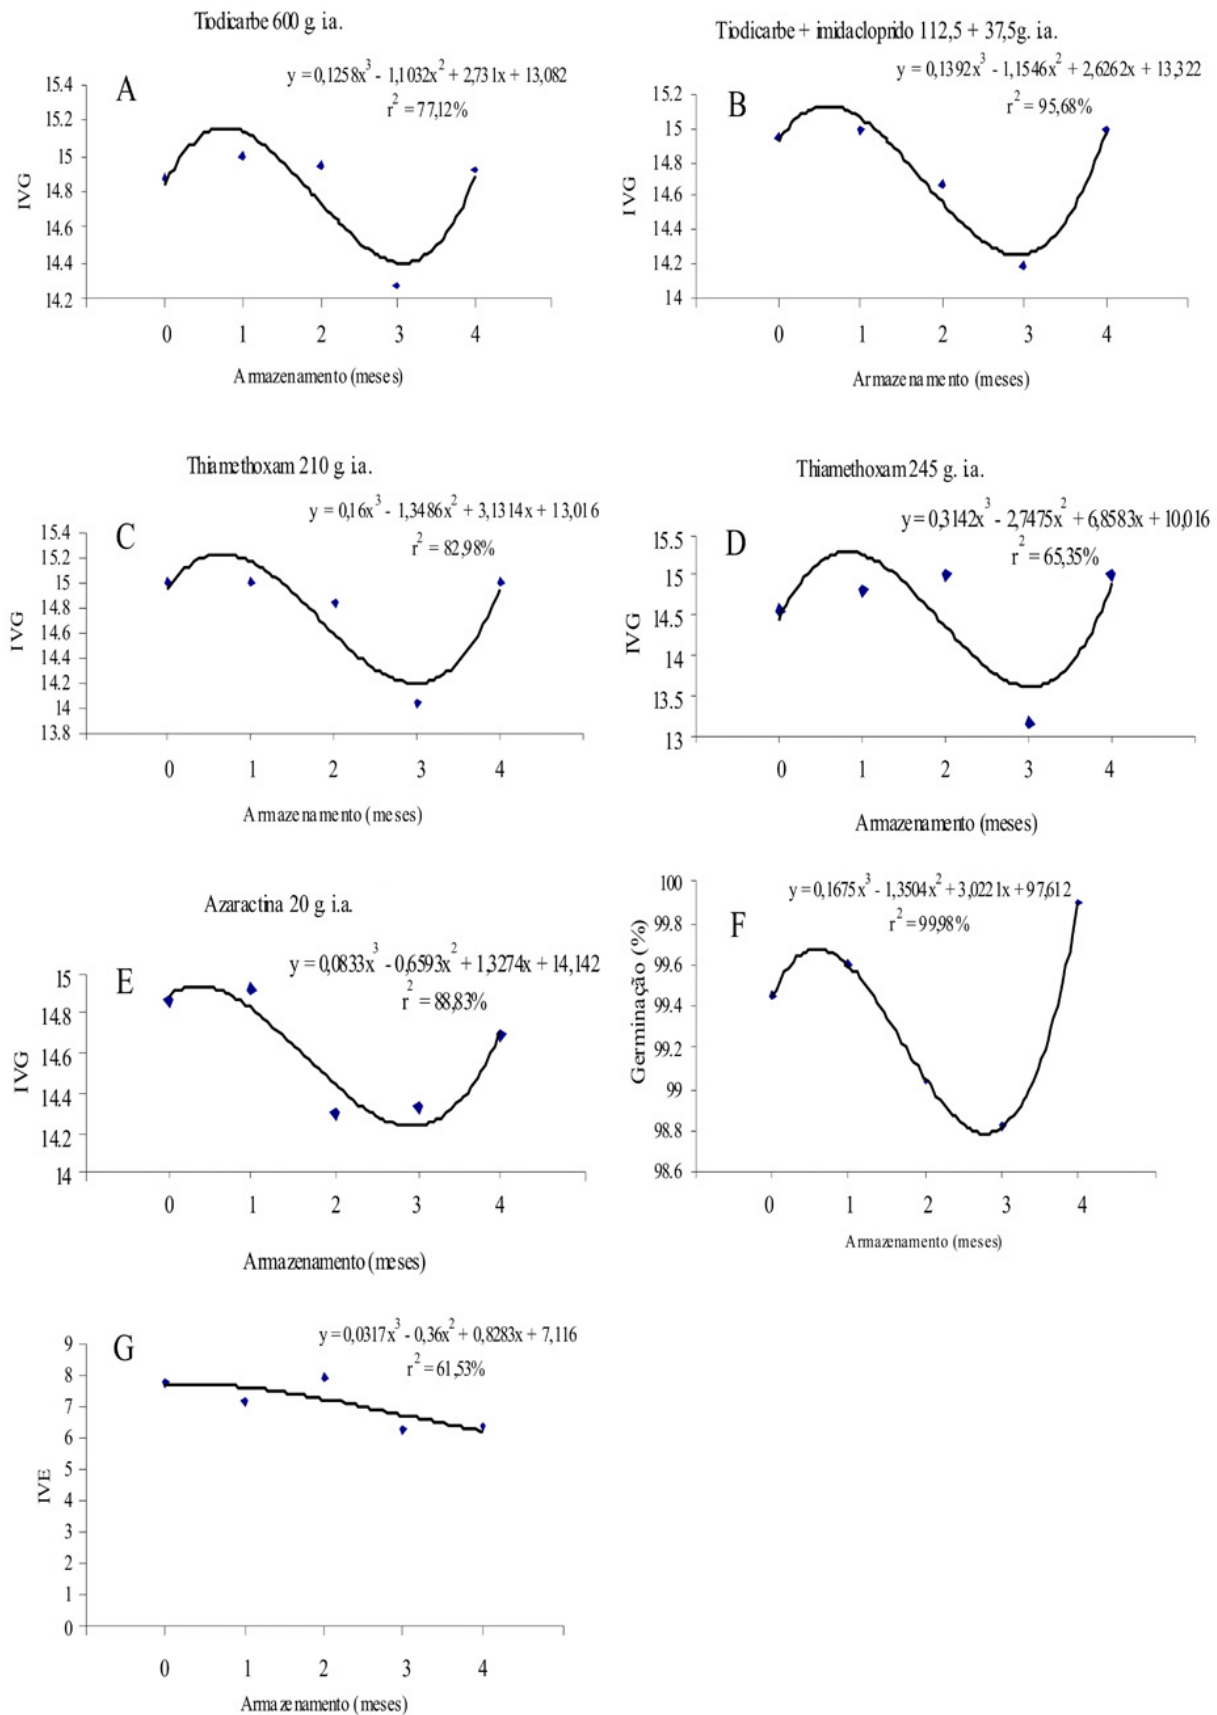 Tiodicarbe 600 g. i.a.
A
y = 0,1258x³ - 1,1032x² + 2,731x + 13,082
r² = 77,12%
15.4
15.2
15
14.8
14.6
14.4
14.2
IVG
0 1 2 3 4
Armazenamento (meses)
Tiodicarbe + imidacloprido 112,5 + 37,5g. i.a.
B
y = 0,1392x³ - 1,1546x² + 2,6262x + 13,322
r² = 95,68%
15.2
15
14.8
14.6
14.4
14.2
14
IVG
0 1 2 3 4
Armazenamento (meses)
Thiamethoxam 210 g. i.a.
C
y = 0,16x³ - 1,3486x² + 3,1314x + 13,016
r² = 82,98%
15.4
15.2
15
14.8
14.6
14.4
14.2
14
13.8
IVG
0 1 2 3 4
Armazenamento (meses)
Thiamethoxam 245 g. i.a.
D
y = 0,3142x³ - 2,7475x² + 6,8583x + 10,016
r² = 65,35%
15.5
15
14.5
14
13.5
13
IVG
0 1 2 3 4
Armazenamento (meses)
Azaractina 20 g. i.a.
E
y = 0,0833x³ - 0,6593x² + 1,3274x + 14,142
r² = 88,83%
15
14.8
14.6
14.4
14.2
14
IVG
0 1 2 3 4
Armazenamento (meses)
F
y = 0,1675x³ - 1,3504x² + 3,0221x + 97,612
r² = 99,98%
100
99.8
99.6
99.4
99.2
99
98.8
98.6
Germinação (%)
0 1 2 3 4
Armazenamento (meses)
G
y = 0,0317x³ - 0,36x² + 0,8283x + 7,116
r² = 61,53%
9
8
7
6
5
4
3
2
1
0
IVE
0 1 2 3 4
Armazenamento (meses)